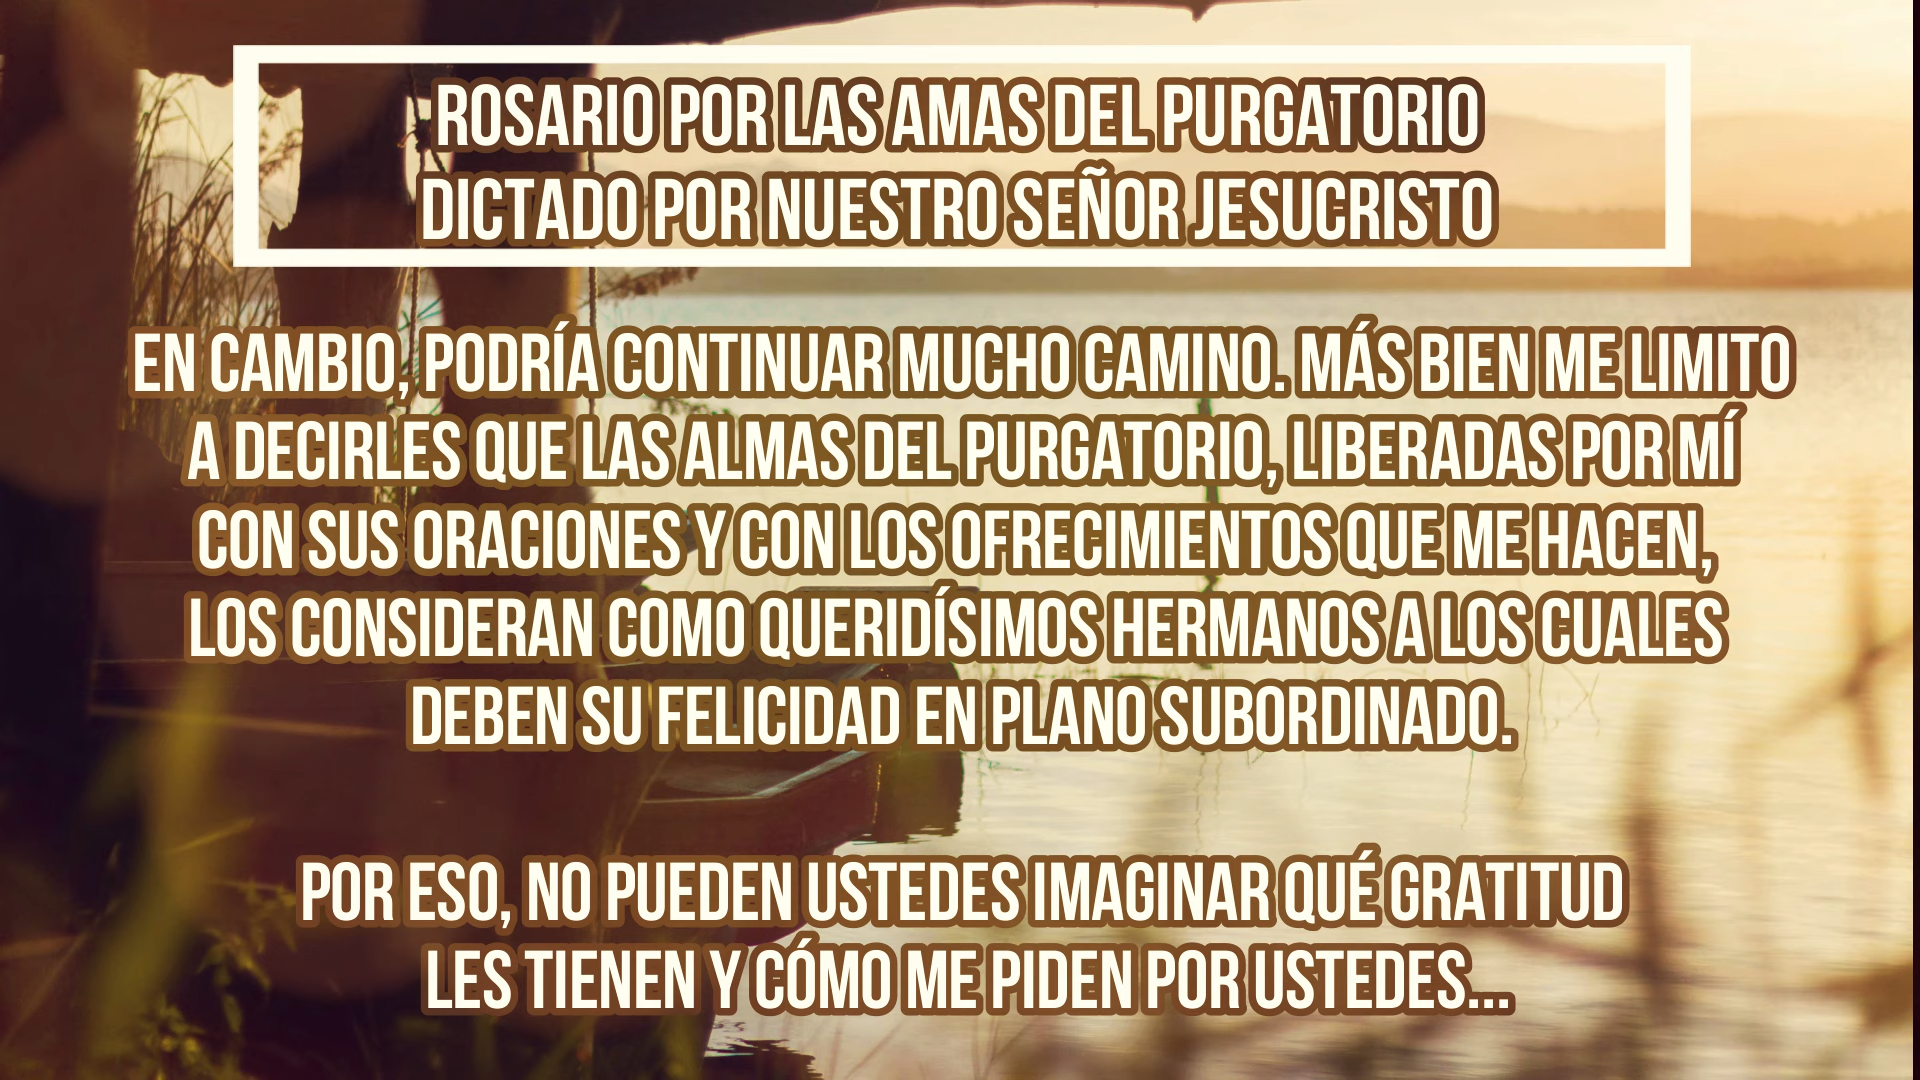 ROSARIO POR LAS AMAS DEL PURGATORIO
DICTADO POR NUESTRO SEÑOR JESUCRISTO
EN CAMBIO, PODRÍA CONTINUAR MUCHO CAMINO. MÁS BIEN ME LIMITO
A DECIRLES QUE LAS ALMAS DEL PURGATORIO, LIBERADAS POR MÍ
CON SUS ORACIONES Y CON LOS OFRECIMIENTOS QUE ME HACEN,
LOS CONSIDERAN COMO QUERIDÍSIMOS HERMANOS A LOS CUALES
DEBEN SU FELICIDAD EN PLANO SUBORDINADO.
POR ESO, NO PUEDEN USTEDES IMAGINAR QUÉ GRATITUD
LES TIENEN Y CÓMO ME PIDEN POR USTEDES...